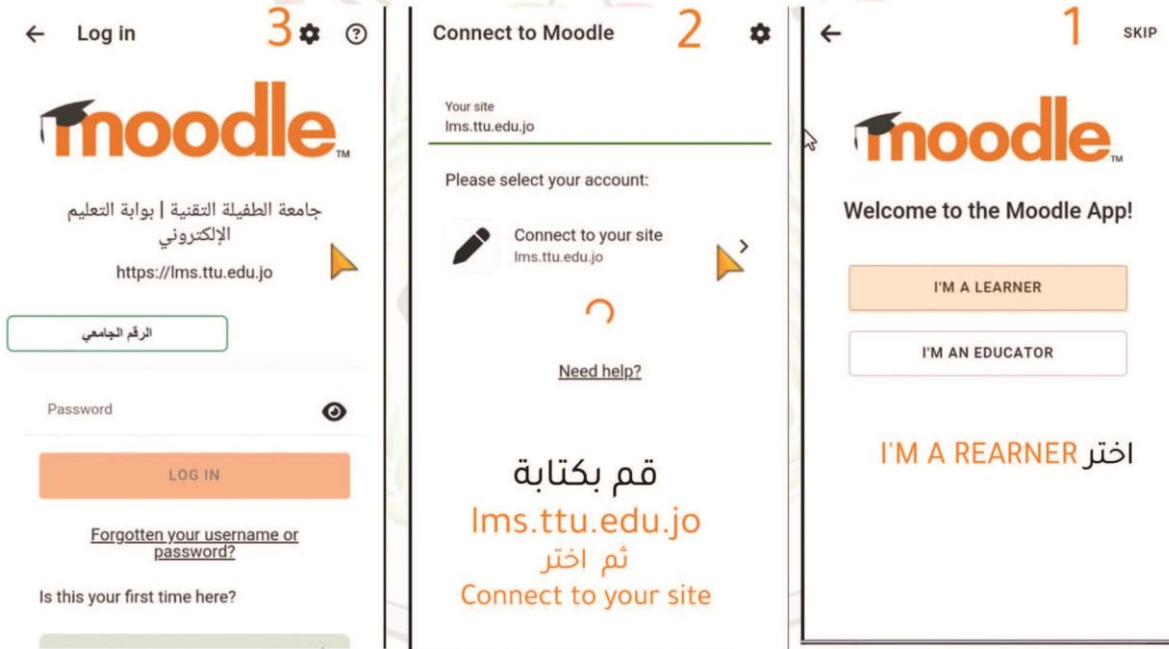 1
SKIP
moodle™
Welcome to the Moodle App!
I'M A LEARNER
I'M AN EDUCATOR
اختر I'M A REARNER
Connect to Moodle
2
Your site
lms.ttu.edu.jo
Please select your account:
Connect to your site
lms.ttu.edu.jo
Need help?
قم بكتابة
lms.ttu.edu.jo
ثم اختر
Connect to your site
Log in
3
moodle™
جامعة الطفيلة التقنية | بوابة التعليم
الإلكتروني
https://lms.ttu.edu.jo
الرقم الجامعي
Password
LOG IN
Forgotten your username or
password?
Is this your first time here?